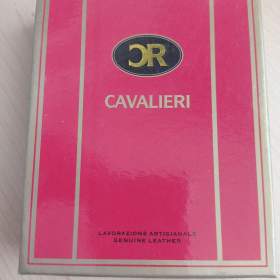 CR
CAVALIERI
LAVORAZIONE ARTIGIANALE
GENUINE LEATHER